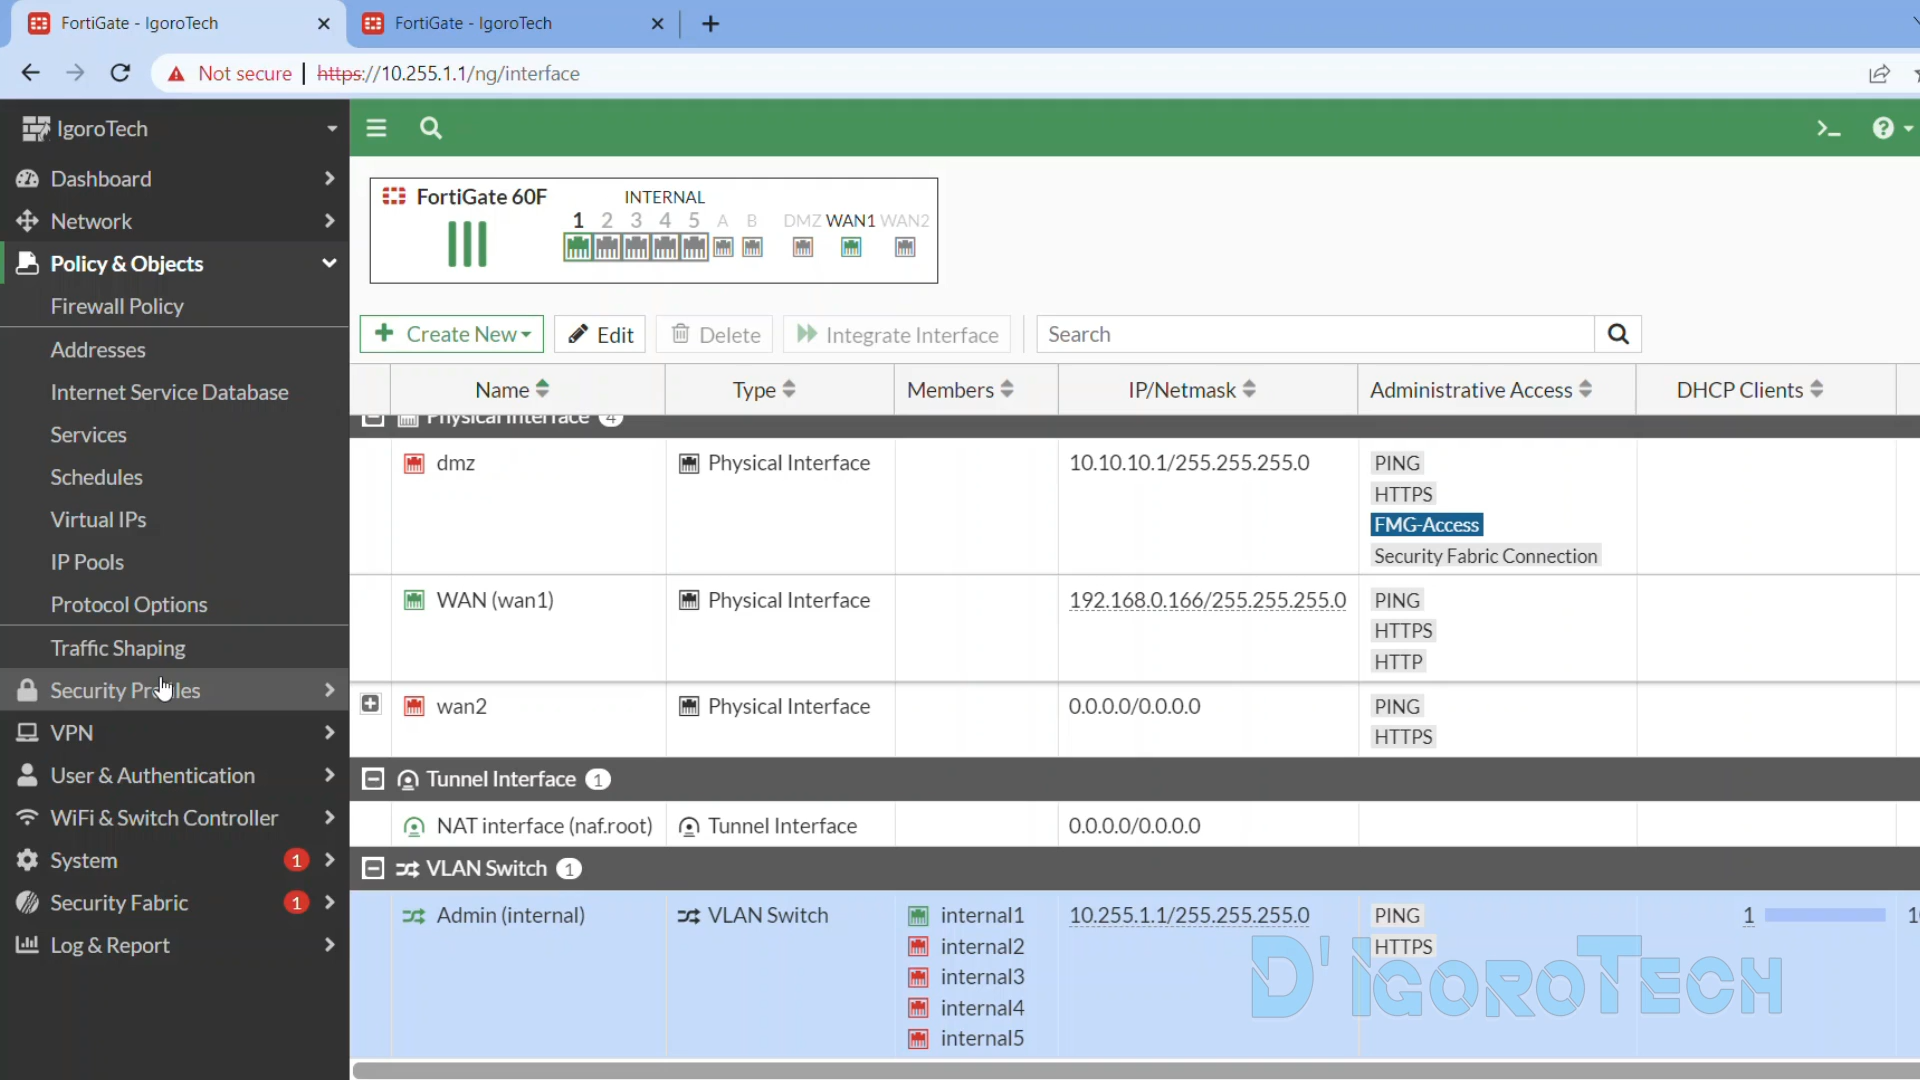 FortiGate - IgoroTech
FortiGate - IgoroTech
Not secure
https://10.255.1.1/ng/interface
IgoroTech
Dashboard
Network
Policy & Objects
Firewall Policy
Addresses
Internet Service Database
Services
Schedules
Virtual IPs
IP Pools
Protocol Options
Traffic Shaping
Security
VPN
User & Authentication
WiFi & Switch Controller
System 1
Security Fabric 1
Log & Report
FortiGate 60F
INTERNAL
1 2 3 4 5 A B DMZ WAN1 WAN2
+ Create New
Edit
Delete
Integrate Interface
Search
Name Type Members IP/Netmask Administrative Access DHCP Clients
Physical Interface 4
dmz Physical Interface 10.10.10.1/255.255.255.0 PING
HTTPS
FMG-Access
Security Fabric Connection
WAN (wan1) Physical Interface 192.168.0.166/255.255.255.0 PING
HTTPS
HTTP
wan2 Physical Interface 0.0.0.0/0.0.0.0 PING
HTTPS
Tunnel Interface 1
NAT interface (naf.root) Tunnel Interface 0.0.0.0/0.0.0.0
VLAN Switch 1
Admin (internal) VLAN Switch internal1 10.255.1.1/255.255.255.0 PING 1
internal2 HTTPS
internal3
internal4
internal5
D'IGOROTECH